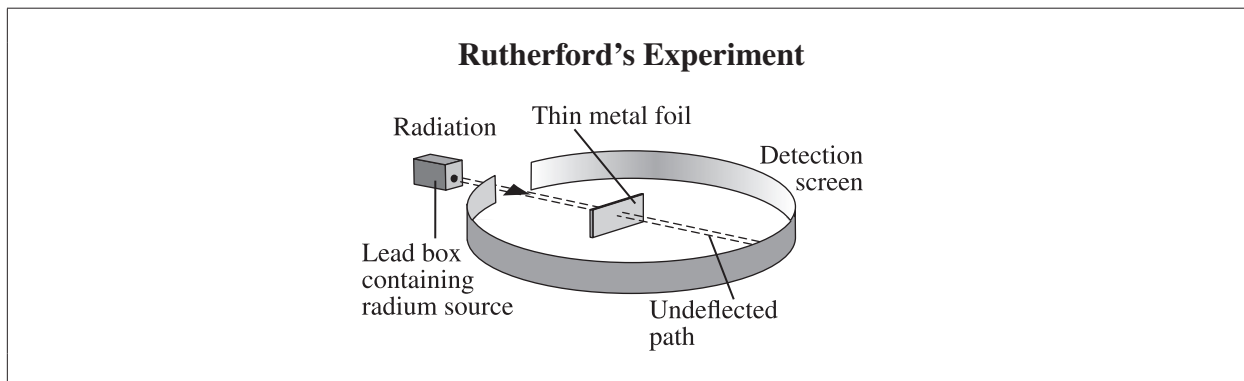 Rutherford's Experiment
Radiation
Thin metal foil
Detection
screen
Lead box
containing
radium source
Undeflected
path